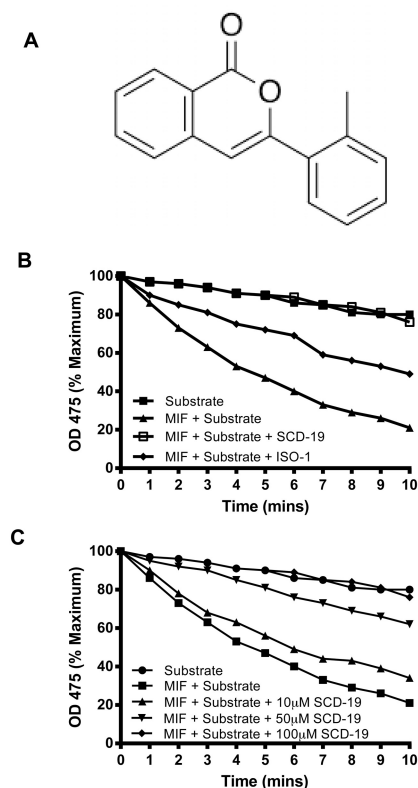 A
O
O
B
OD 475 (% Maximum)
100
80
60
40
20
0
Substrate
MIF + Substrate
MIF + Substrate + SCD-19
MIF + Substrate + ISO-1
0 1 2 3 4 5 6 7 8 9 10
Time (mins)
C
OD 475 (% Maximum)
100
80
60
40
20
0
Substrate
MIF + Substrate
MIF + Substrate + 10µM SCD-19
MIF + Substrate + 50µM SCD-19
MIF + Substrate + 100µM SCD-19
0 1 2 3 4 5 6 7 8 9 10
Time (mins)